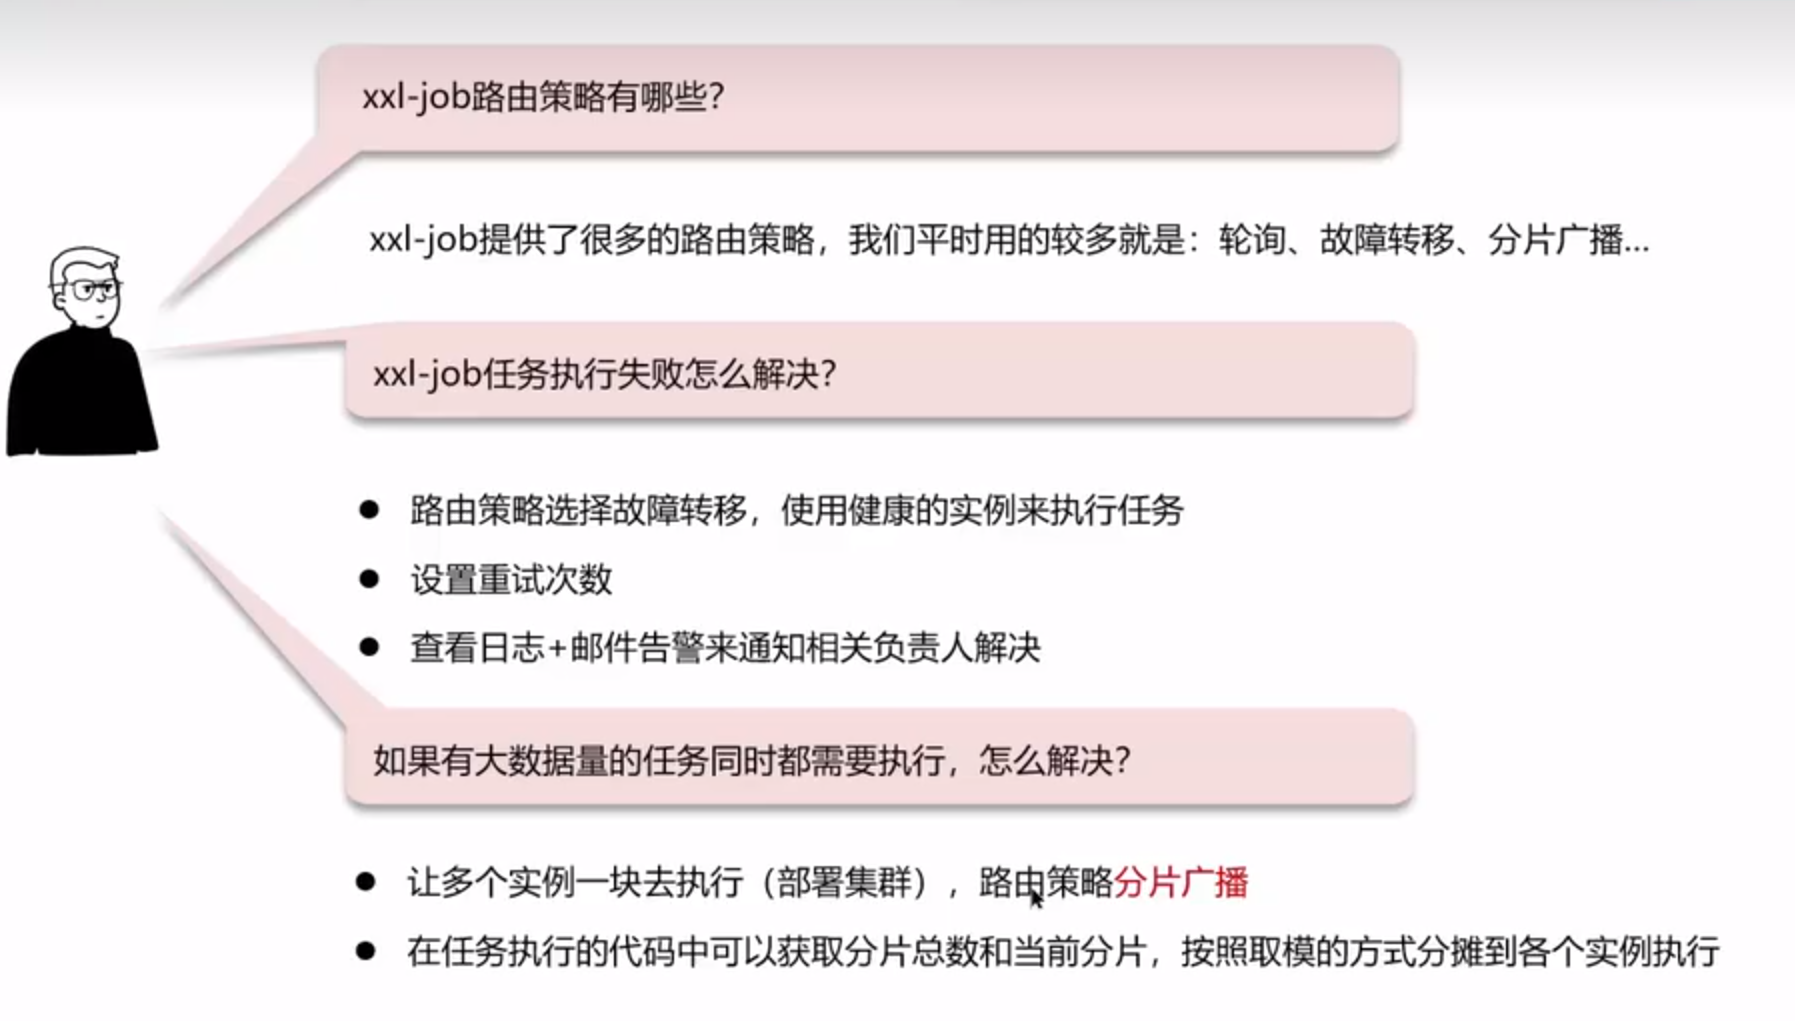 xxl-job路由策略有哪些?
xxl-job提供了很多的路由策略，我们平时用的较多就是：轮询、故障转移、分片广播...
xxl-job任务执行失败怎么解决?
● 路由策略选择故障转移，使用健康的实例来执行任务
● 设置重试次数
● 查看日志+邮件告警来通知相关负责人解决
如果有大数据量的任务同时都需要执行，怎么解决?
● 让多个实例一块去执行（部署集群），路由策略分片广播
● 在任务执行的代码中可以获取分片总数和当前分片，按照取模的方式分摊到各个实例执行